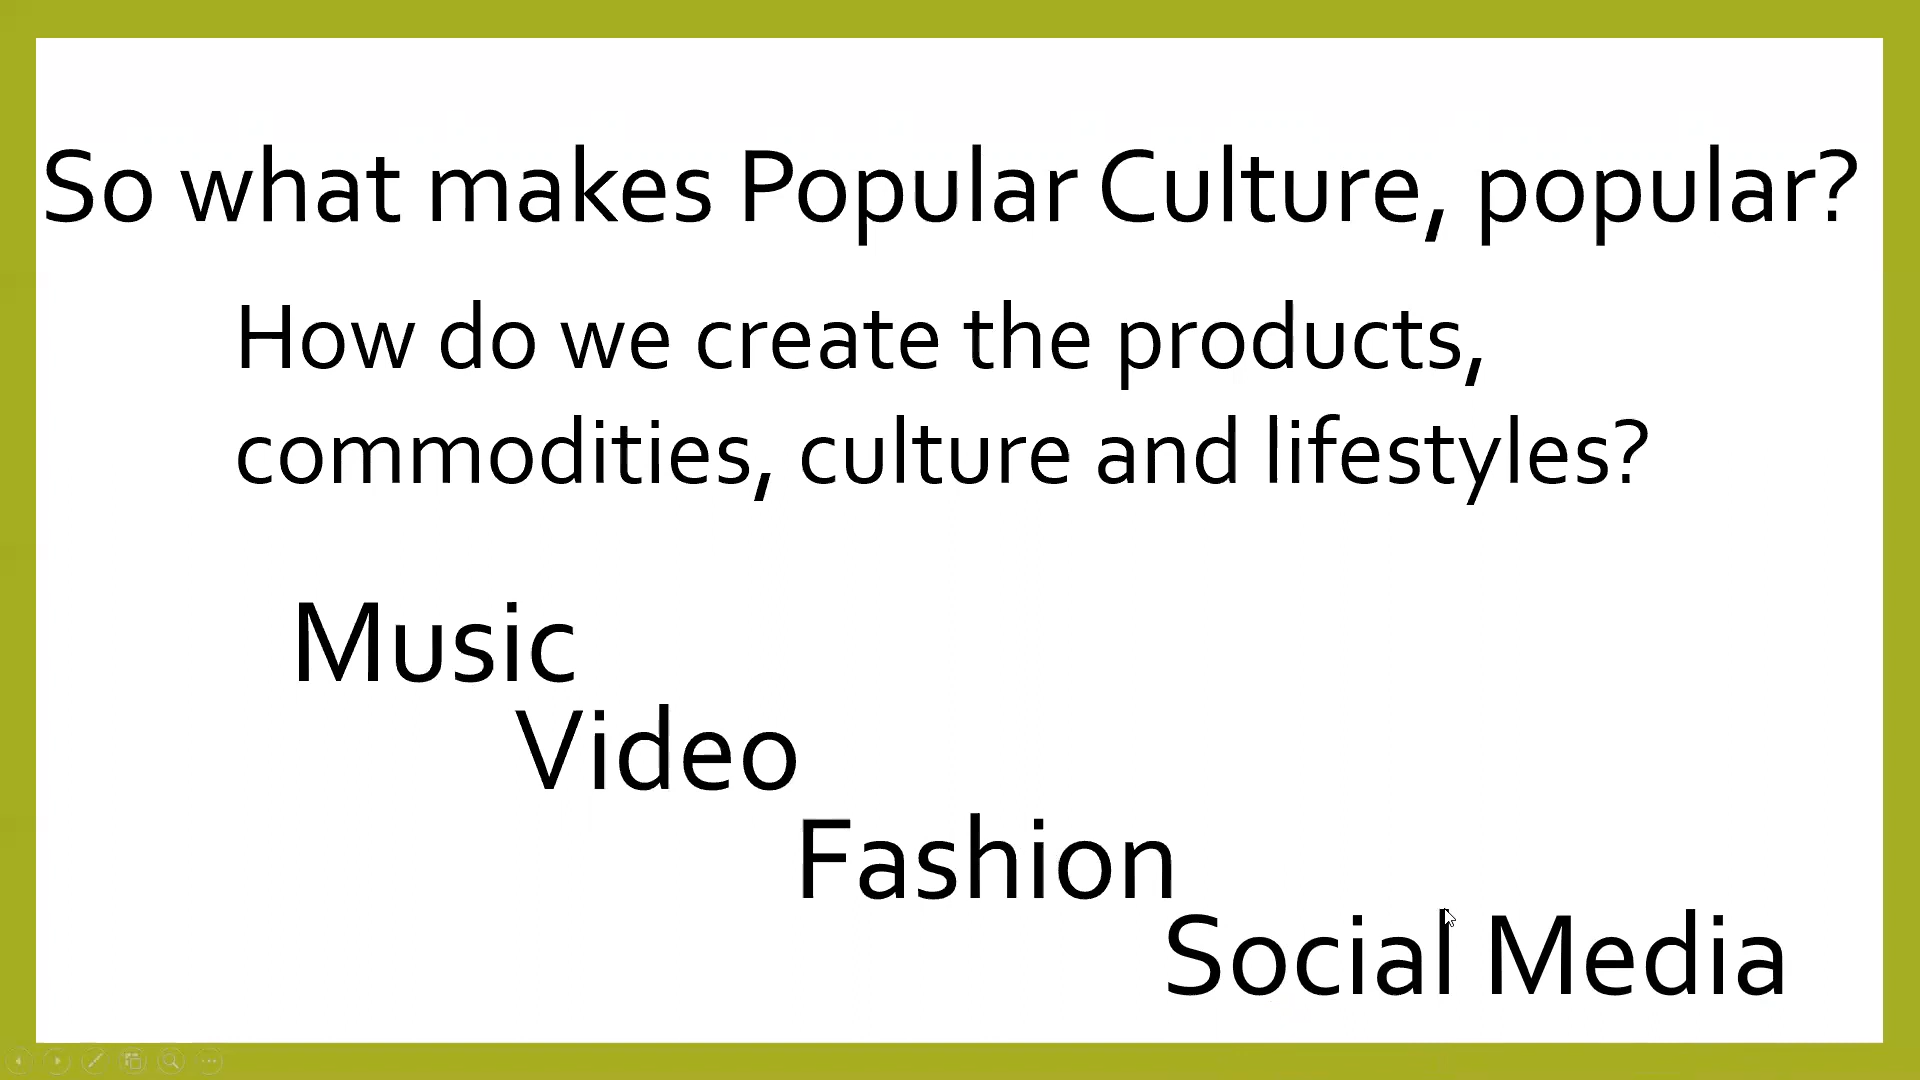 So what makes Popular Culture, popular?
How do we create the products,
commodities, culture and lifestyles?
Music
Video
Fashion
Social Media